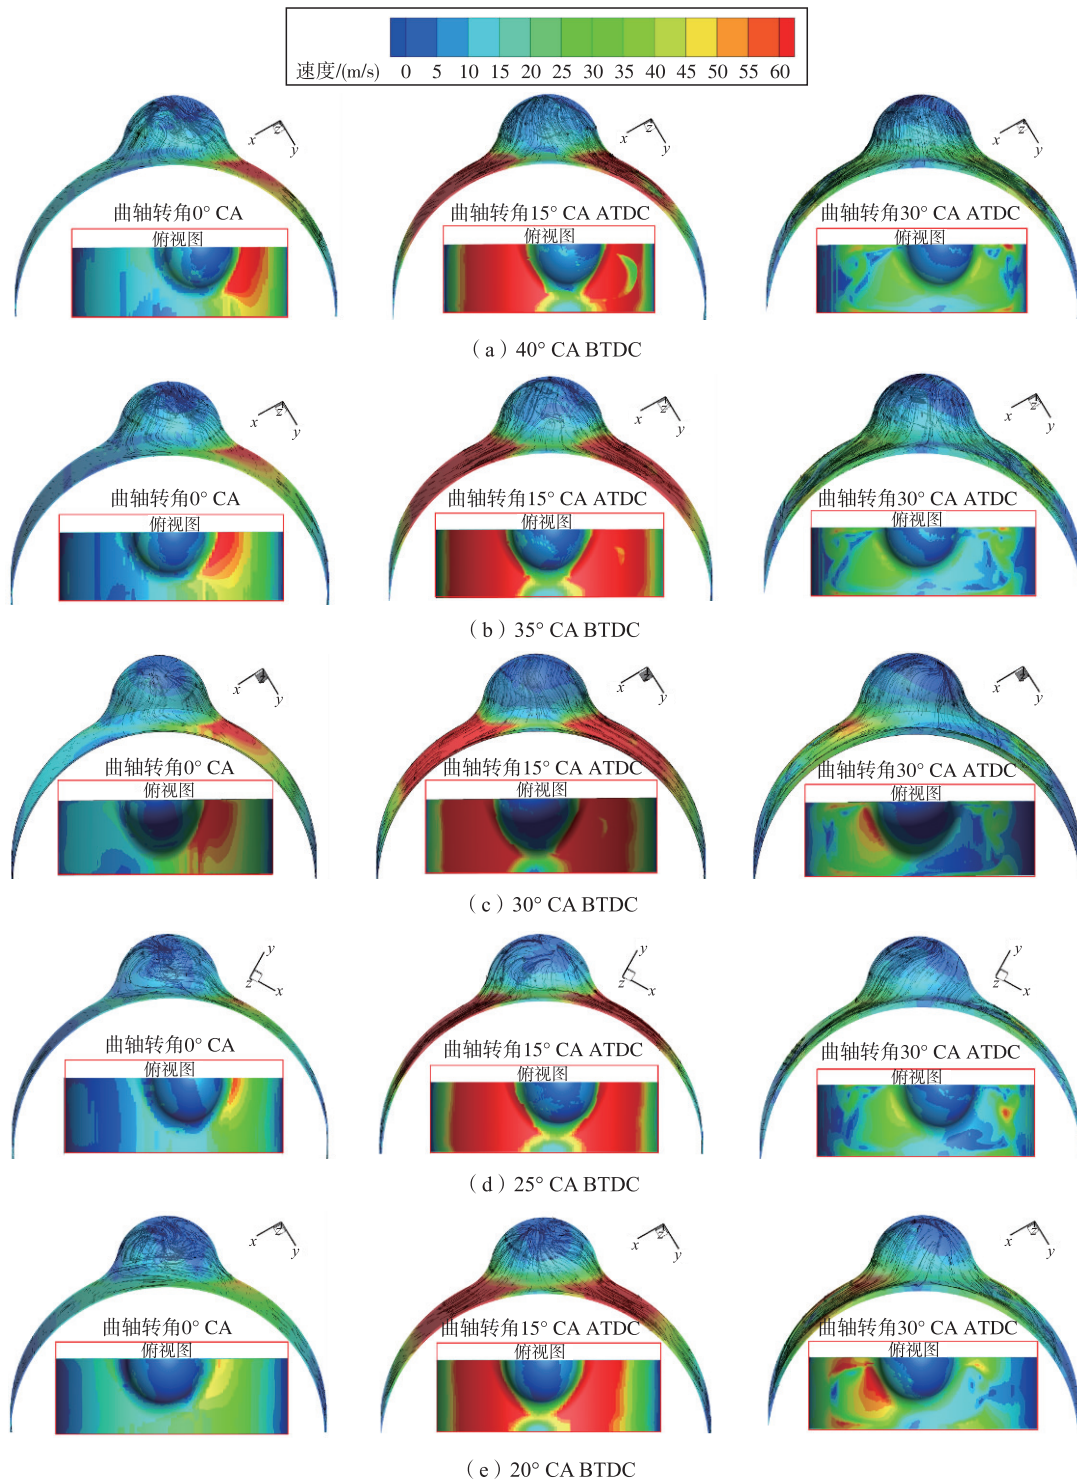 速度/(m/s) 0 5 10 15 20 25 30 35 40 45 50 55 60
x z y
x z y
x z y
曲轴转角0° CA
曲轴转角15° CA ATDC
曲轴转角30° CA ATDC
俯视图
俯视图
俯视图
（a）40° CA BTDC
x z y
x z y
x z y
曲轴转角0° CA
曲轴转角15° CA ATDC
曲轴转角30° CA ATDC
俯视图
俯视图
俯视图
（b）35° CA BTDC
x y
x y
x y
曲轴转角0° CA
曲轴转角15° CA ATDC
曲轴转角30° CA ATDC
俯视图
俯视图
俯视图
（c）30° CA BTDC
y z x
y z x
y z x
曲轴转角0° CA
曲轴转角15° CA ATDC
曲轴转角30° CA ATDC
俯视图
俯视图
俯视图
（d）25° CA BTDC
x z y
x z y
x z y
曲轴转角0° CA
曲轴转角15° CA ATDC
曲轴转角30° CA ATDC
俯视图
俯视图
俯视图
（e）20° CA BTDC